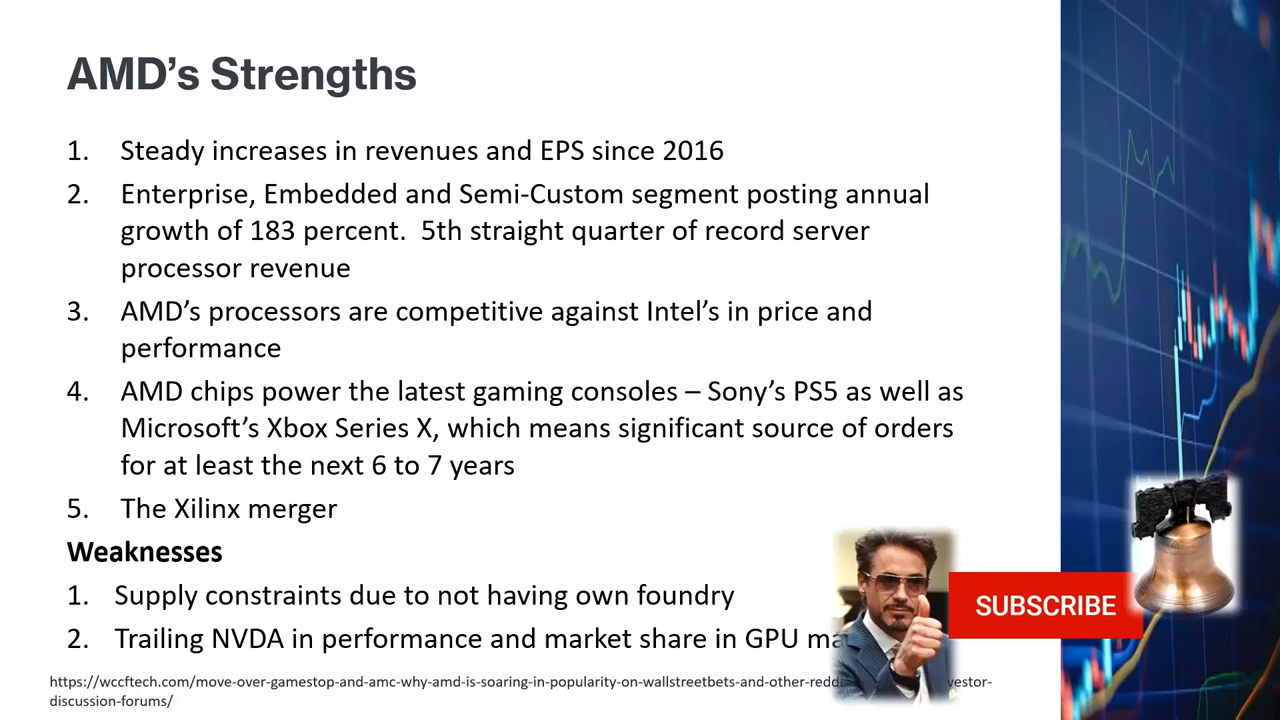 AMD’s Strengths
1. Steady increases in revenues and EPS since 2016
2. Enterprise, Embedded and Semi-Custom segment posting annual
growth of 183 percent.  5th straight quarter of record server
processor revenue
3. AMD’s processors are competitive against Intel’s in price and
performance
4. AMD chips power the latest gaming consoles – Sony’s PS5 as well as
Microsoft’s Xbox Series X, which means significant source of orders
for at least the next 6 to 7 years
5. The Xilinx merger
Weaknesses
1. Supply constraints due to not having own foundry
2. Trailing NVDA in performance and market share in GPU
SUBSCRIBE
https://wccftech.com/move-over-gamestop-and-amc-why-amd-is-soaring-in-popularity-on-wallstreetbets-and-other-redd vestor-
discussion-forums/